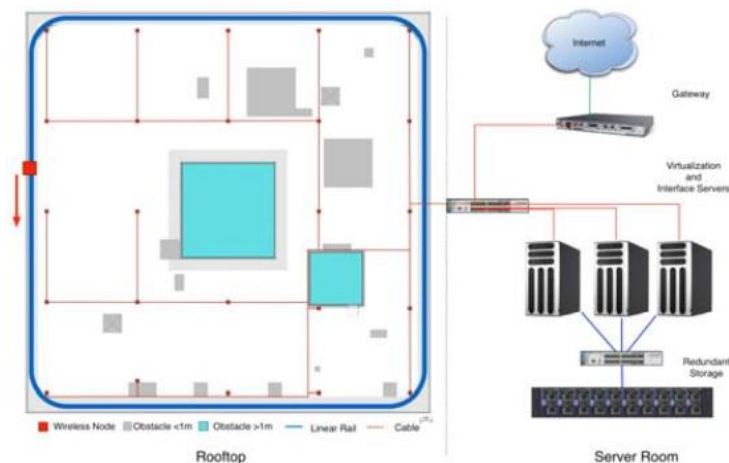 Internet
Gateway
Virtualization
and
Interface Servers
Redundant
Storage
Wireless Node
Obstacle <1m
Obstacle >1m
Linear Rail
Cable
Rooftop
Server Room